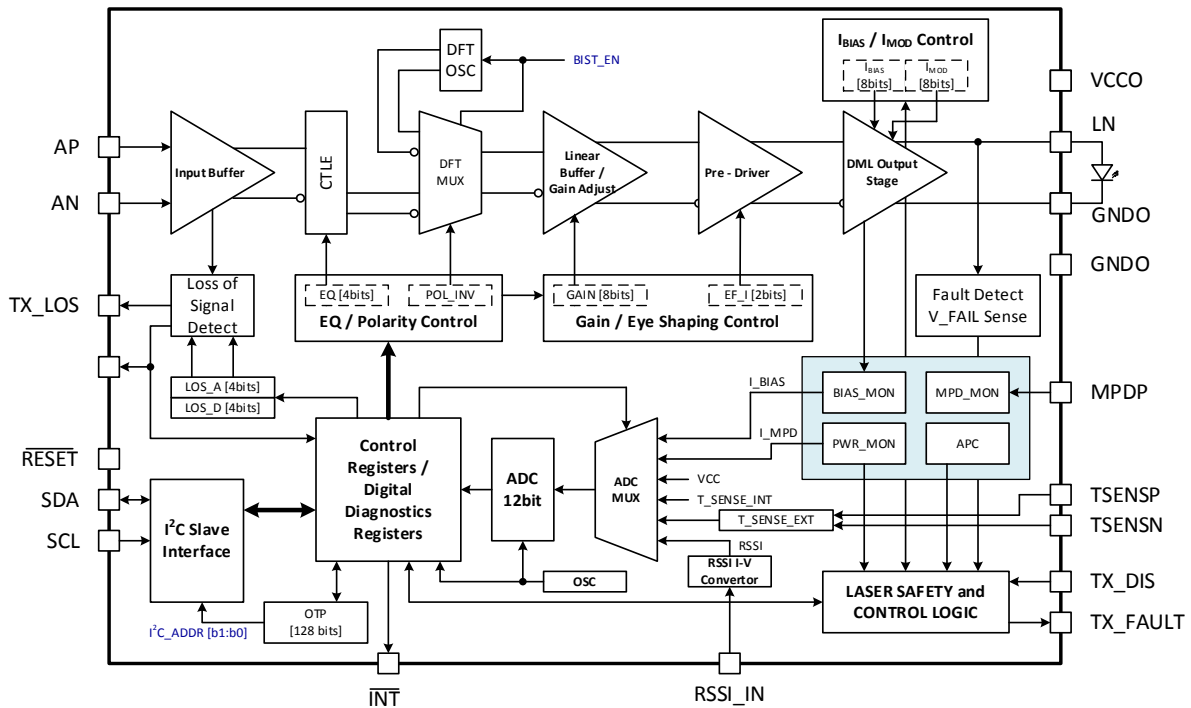 I_BIAS / I_MOD Control
I_BIAS
[8bits]
I_MOD
[8bits]
DFT
OSC
BIST_EN
VCCO
AP
AN
Input Buffer
CTLE
DFT
MUX
Linear
Buffer /
Gain Adjust
Pre - Driver
DML Output
Stage
LN
GNDO
GNDO
TX_LOS
Loss of
Signal
Detect
EQ [4bits]
POL_INV
EQ / Polarity Control
GAIN [8bits]
EF_I [2bits]
Gain / Eye Shaping Control
Fault Detect
V_FAIL Sense
LOS_A [4bits]
LOS_D [4bits]
I_BIAS
BIAS_MON
MPD_MON
MPDP
I_MPD
PWR_MON
APC
RESET
SDA
SCL
I²C Slave
Interface
Control
Registers /
Digital
Diagnostics
Registers
ADC
12bit
ADC
MUX
VCC
T_SENSE_INT
T_SENSE_EXT
TSENSP
TSENSN
RSSI
RSSI I-V
Convertor
OSC
OTP
[128 bits]
I²C_ADDR [b1:b0]
LASER SAFETY and
CONTROL LOGIC
TX_DIS
TX_FAULT
INT
RSSI_IN